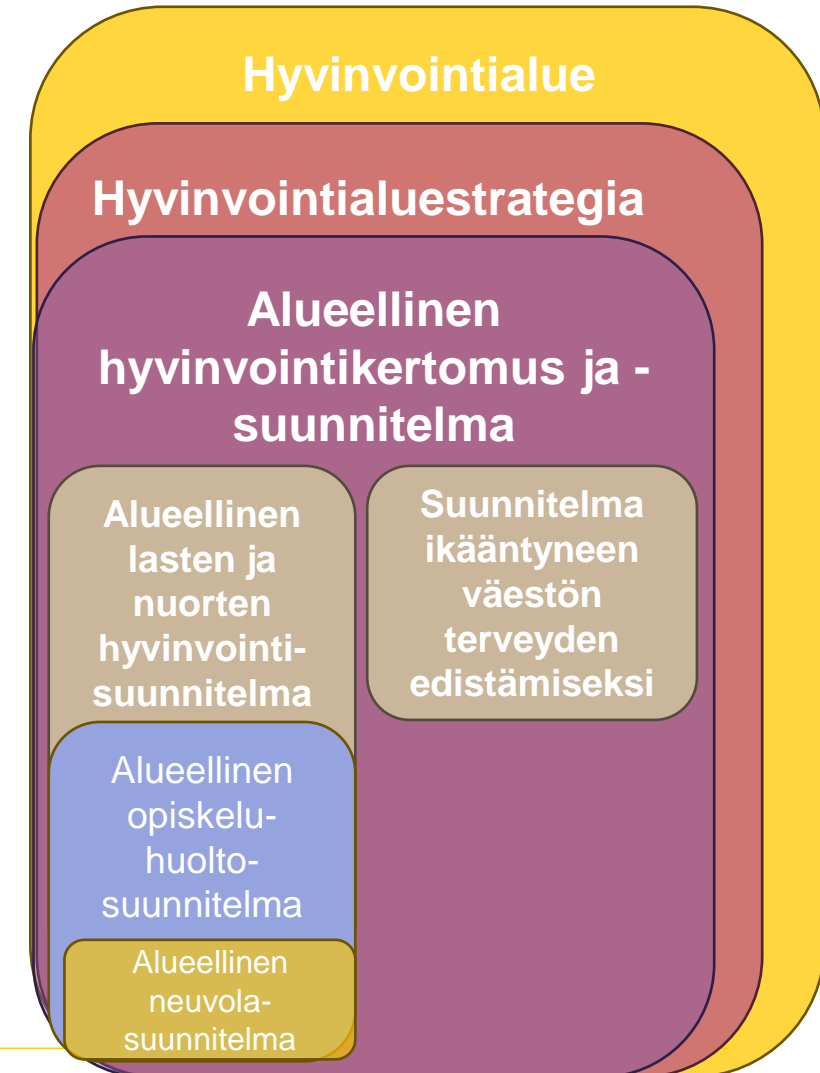 Hyvinvointialue
Hyvinvointialuestrategia
Alueellinen
hyvinvointikertomus ja -
suunnitelma
Alueellinen
lasten ja
nuorten
hyvinvointi-
suunnitelma
Suunnitelma
ikääntyneen
väestön
terveyden
edistämiseksi
Alueellinen
opiskelu-
huolto-
suunnitelma
Alueellinen
neuvola-
suunnitelma